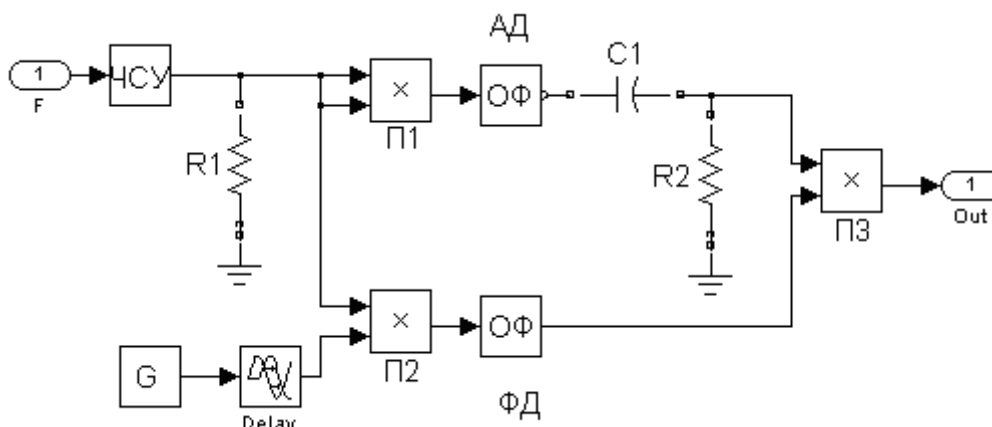 АД
C1
1
F
ЧСУ
×
П1
ОФ
R1
R2
×
П3
1
Out
G
Delay
×
П2
ОФ
ФД